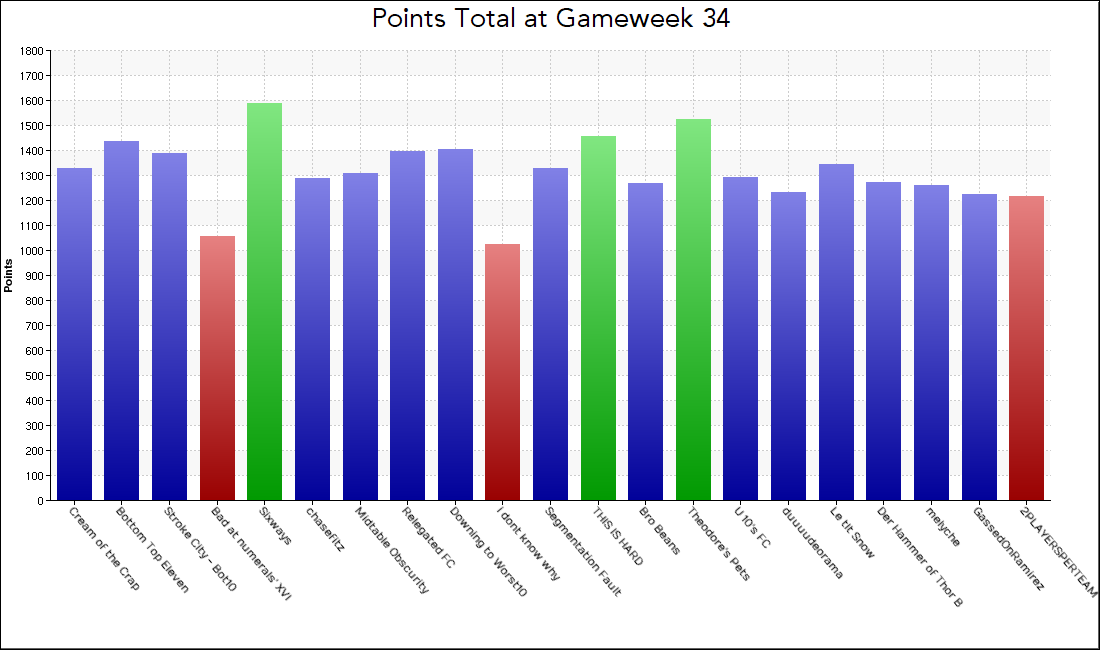 Points Total at Gameweek 34
1800
1700
1600
1500
1400
1300
1200
1100
1000
900
800
700
600
500
400
300
200
100
0
Points
Cream of the Crap
Bottom Top Eleven
Stroke City - Bot10
Bad at numerals' XVI
Sixways
chasefitz
Midtable Obscurity
Relegated FC
Downing to Worst10
i dont know why
Segmentation Fault
THIS IS HARD
Bro Beans
Theodore's Pets
U10's FC
duuuudeorama
Le tit Snow
Der Hammer of Thor B
melyche
GassedOnRamirez
2PLAYERSPERTEAM